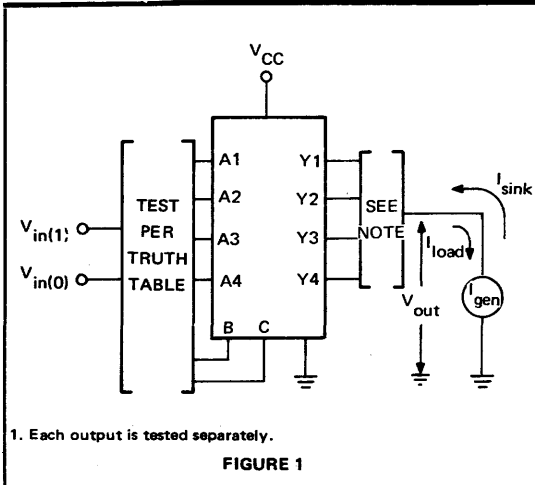 VCC
A1 Y1
A2 Y2
A3 Y3
A4 Y4
B C
TEST
PER
TRUTH
TABLE
Vin(1)
Vin(0)
SEE
NOTE
Isink
Iload
Igen
Vout
1. Each output is tested separately.
FIGURE 1